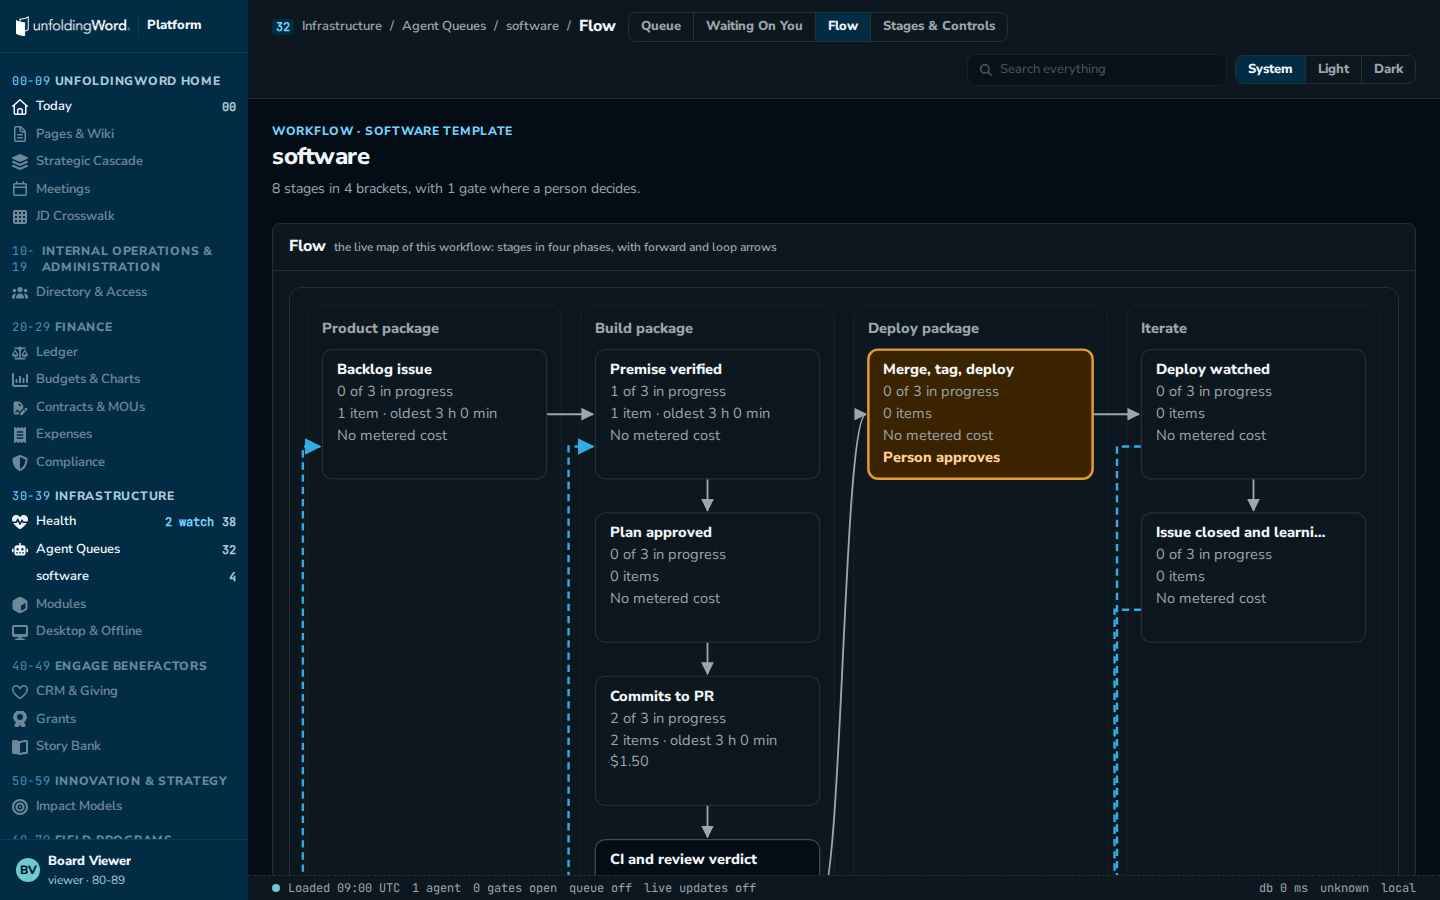 unfoldingWord Platform
00-09 UNFOLDINGWORD HOME
Today 00
Pages & Wiki
Strategic Cascade
Meetings
JD Crosswalk
10-19 INTERNAL OPERATIONS & ADMINISTRATION
Directory & Access
20-29 FINANCE
Ledger
Budgets & Charts
Contracts & MOUs
Expenses
Compliance
30-39 INFRASTRUCTURE
Health 2 watch 38
Agent Queues 32
software 4
Modules
Desktop & Offline
40-49 ENGAGE BENEFACTORS
CRM & Giving
Grants
Story Bank
50-59 INNOVATION & STRATEGY
Impact Models
BV Board Viewer
viewer · 80-89
32 Infrastructure / Agent Queues / software / Flow
Queue Waiting On You Flow Stages & Controls
Search everything
System Light Dark
WORKFLOW · SOFTWARE TEMPLATE
software
8 stages in 4 brackets, with 1 gate where a person decides.
Flow the live map of this workflow: stages in four phases, with forward and loop arrows
Product package
Backlog issue
0 of 3 in progress
1 item · oldest 3 h 0 min
No metered cost
Build package
Premise verified
1 of 3 in progress
1 item · oldest 3 h 0 min
No metered cost
Plan approved
0 of 3 in progress
0 items
No metered cost
Commits to PR
2 of 3 in progress
2 items · oldest 3 h 0 min
$1.50
CI and review verdict
Deploy package
Merge, tag, deploy
0 of 3 in progress
0 items
No metered cost
Person approves
Iterate
Deploy watched
0 of 3 in progress
0 items
No metered cost
Issue closed and learni...
0 of 3 in progress
0 items
No metered cost
Loaded 09:00 UTC 1 agent 0 gates open queue off live updates off
db 0 ms unknown local